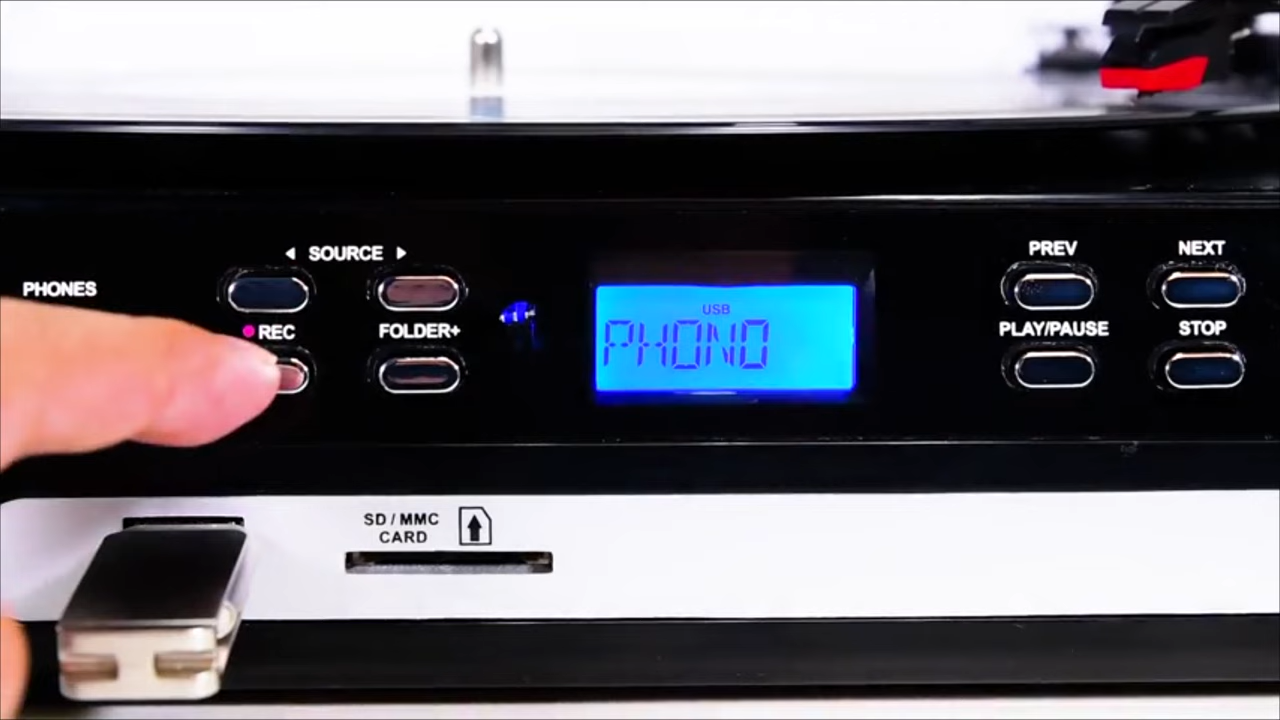 PHONES
◀ SOURCE ▶
REC
FOLDER+
USB
PHONO
PREV
NEXT
PLAY/PAUSE
STOP
SD / MMC
CARD